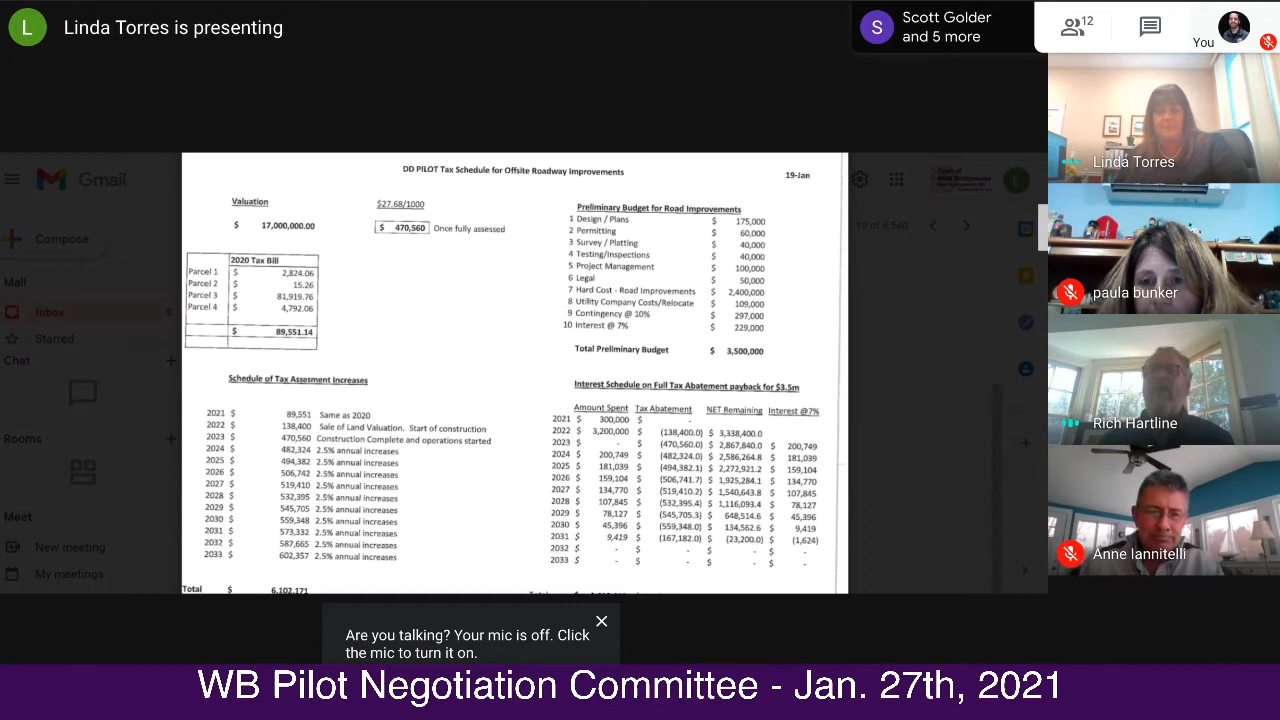 L Linda Torres is presenting
S Scott Golder
and 5 more
12
You
Gmail
Compose
Mail
Inbox 9
Starred
Chat
Rooms
Meet
New meeting
My meetings
L
DD PILOT Tax Schedule for Offsite Roadway Improvements
19-Jan
Valuation $27.68/1000
$ 17,000,000.00 $ 470,560 Once fully assessed
2020 Tax Bill
Parcel 1 $ 2,824.06
Parcel 2 $ 15.26
Parcel 3 $ 81,919.76
Parcel 4 $ 4,792.06
$ 89,551.14
Preliminary Budget for Road Improvements
1 Design / Plans $ 175,000
2 Permitting $ 60,000
3 Survey / Platting $ 40,000
4 Testing/Inspections $ 40,000
5 Project Management $ 100,000
6 Legal $ 50,000
7 Hard Cost - Road Improvements $ 2,400,000
8 Utility Company Costs/Relocate $ 109,000
9 Contingency @ 10% $ 297,000
10 Interest @ 7% $ 229,000
Total Preliminary Budget $ 3,500,000
Schedule of Tax Assesment Increases
2021 $ 89,551 Same as 2020
2022 $ 138,400 Sale of Land Valuation. Start of construction
2023 $ 470,560 Construction Complete and operations started
2024 $ 482,324 2.5% annual increases
2025 $ 494,382 2.5% annual increases
2026 $ 506,742 2.5% annual increases
2027 $ 519,410 2.5% annual increases
2028 $ 532,395 2.5% annual increases
2029 $ 545,705 2.5% annual increases
2030 $ 559,348 2.5% annual increases
2031 $ 573,332 2.5% annual increases
2032 $ 587,665 2.5% annual increases
2033 $ 602,357 2.5% annual increases
Total $ 6,102,171
Interest Schedule on Full Tax Abatement payback for $3.5m
Amount Spent Tax Abatement NET Remaining Interest @7%
2021 $ 300,000 $ -
2022 $ 3,200,000 $ (138,400.0) $ 3,338,400.0
2023 $ - $ (470,560.0) $ 2,867,840.0 $ 200,749
2024 $ 200,749 $ (482,324.0) $ 2,586,264.8 $ 181,039
2025 $ 181,039 $ (494,382.1) $ 2,272,921.2 $ 159,104
2026 $ 159,104 $ (506,741.7) $ 1,925,284.1 $ 134,770
2027 $ 134,770 $ (519,410.2) $ 1,540,643.8 $ 107,845
2028 $ 107,845 $ (532,395.4) $ 1,116,093.4 $ 78,127
2029 $ 78,127 $ (545,705.3) $ 648,514.6 $ 45,396
2030 $ 45,396 $ (559,348.0) $ 134,562.6 $ 9,419
2031 $ 9,419 $ (167,182.0) $ (23,200.0) $ (1,624)
2032 $ - $ - $ - $ -
2033 $ - $ - $ - $ -
Linda Torres
paula bunker
Rich Hartline
Anne Iannitelli
Are you talking? Your mic is off. Click
the mic to turn it on.
WB Pilot Negotiation Committee - Jan. 27th, 2021